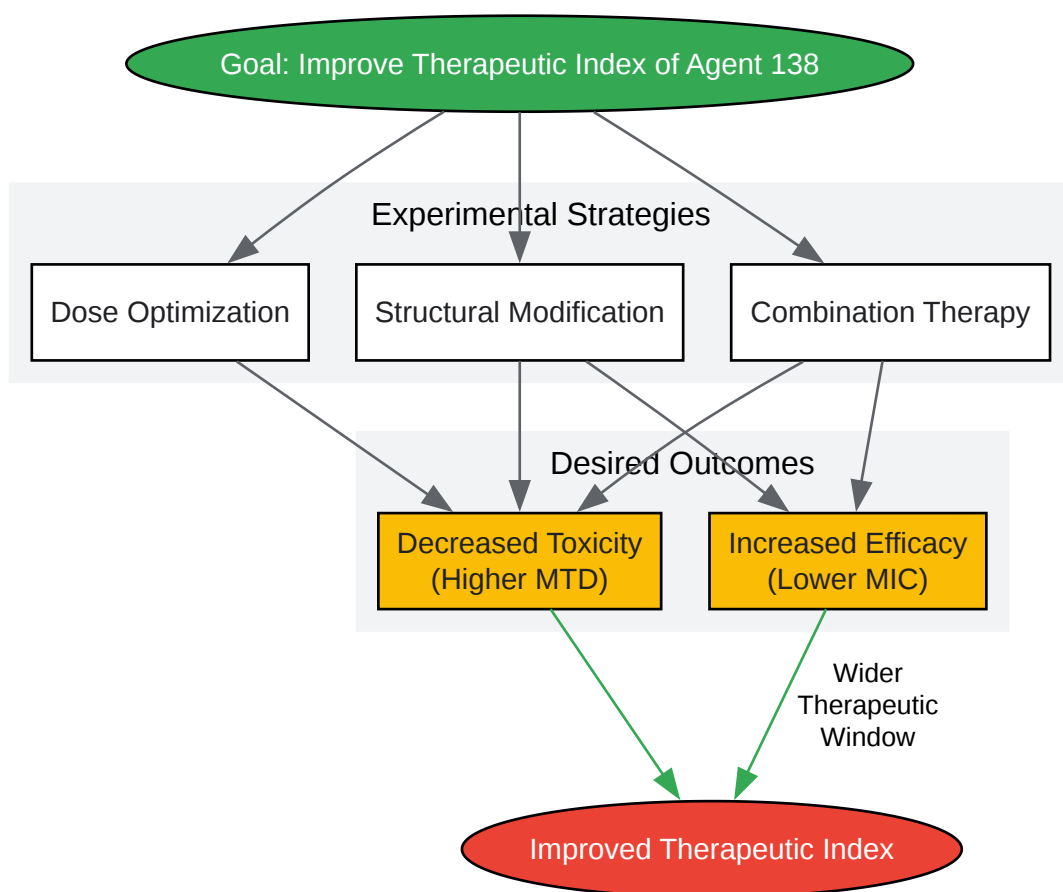 Goal: Improve Therapeutic Index of Agent 138
Experimental Strategies
Dose Optimization
Structural Modification
Combination Therapy
Desired Outcomes
Decreased Toxicity
(Higher MTD)
Increased Efficacy
(Lower MIC)
Wider
Therapeutic
Window
Improved Therapeutic Index